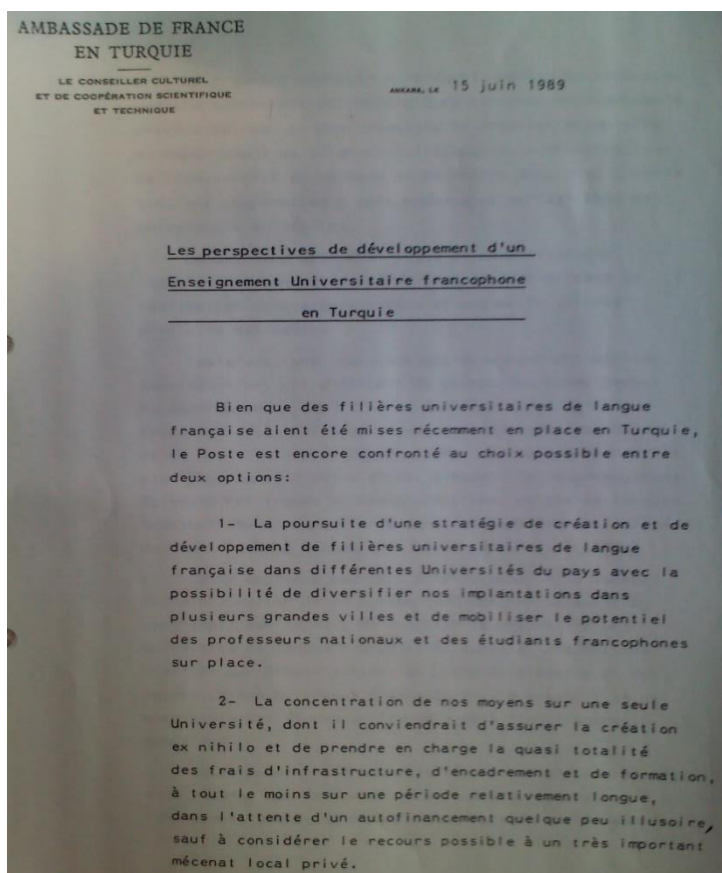 AMBASSADE DE FRANCE
EN TURQUIE
LE CONSEILLER CULTUREL
ET DE COOPÉRATION SCIENTIFIQUE
ET TECHNIQUE
ANKARA, LE 15 juin 1989
Les perspectives de développement d'un
Enseignement Universitaire francophone
en Turquie
Bien que des filières universitaires de langue
française aient été mises récemment en place en Turquie,
le Poste est encore confronté au choix possible entre
deux options:
1- La poursuite d'une stratégie de création et de
développement de filières universitaires de langue
française dans différentes Universités du pays avec la
possibilité de diversifier nos implantations dans
plusieurs grandes villes et de mobiliser le potentiel
des professeurs nationaux et des étudiants francophones
sur place.
2- La concentration de nos moyens sur une seule
Université, dont il conviendrait d'assurer la création
ex nihilo et de prendre en charge la quasi totalité
des frais d'infrastructure, d'encadrement et de formation,
à tout le moins sur une période relativement longue,
dans l'attente d'un autofinancement quelque peu illusoire,
sauf à considérer le recours possible à un très important
mécenat local privé.